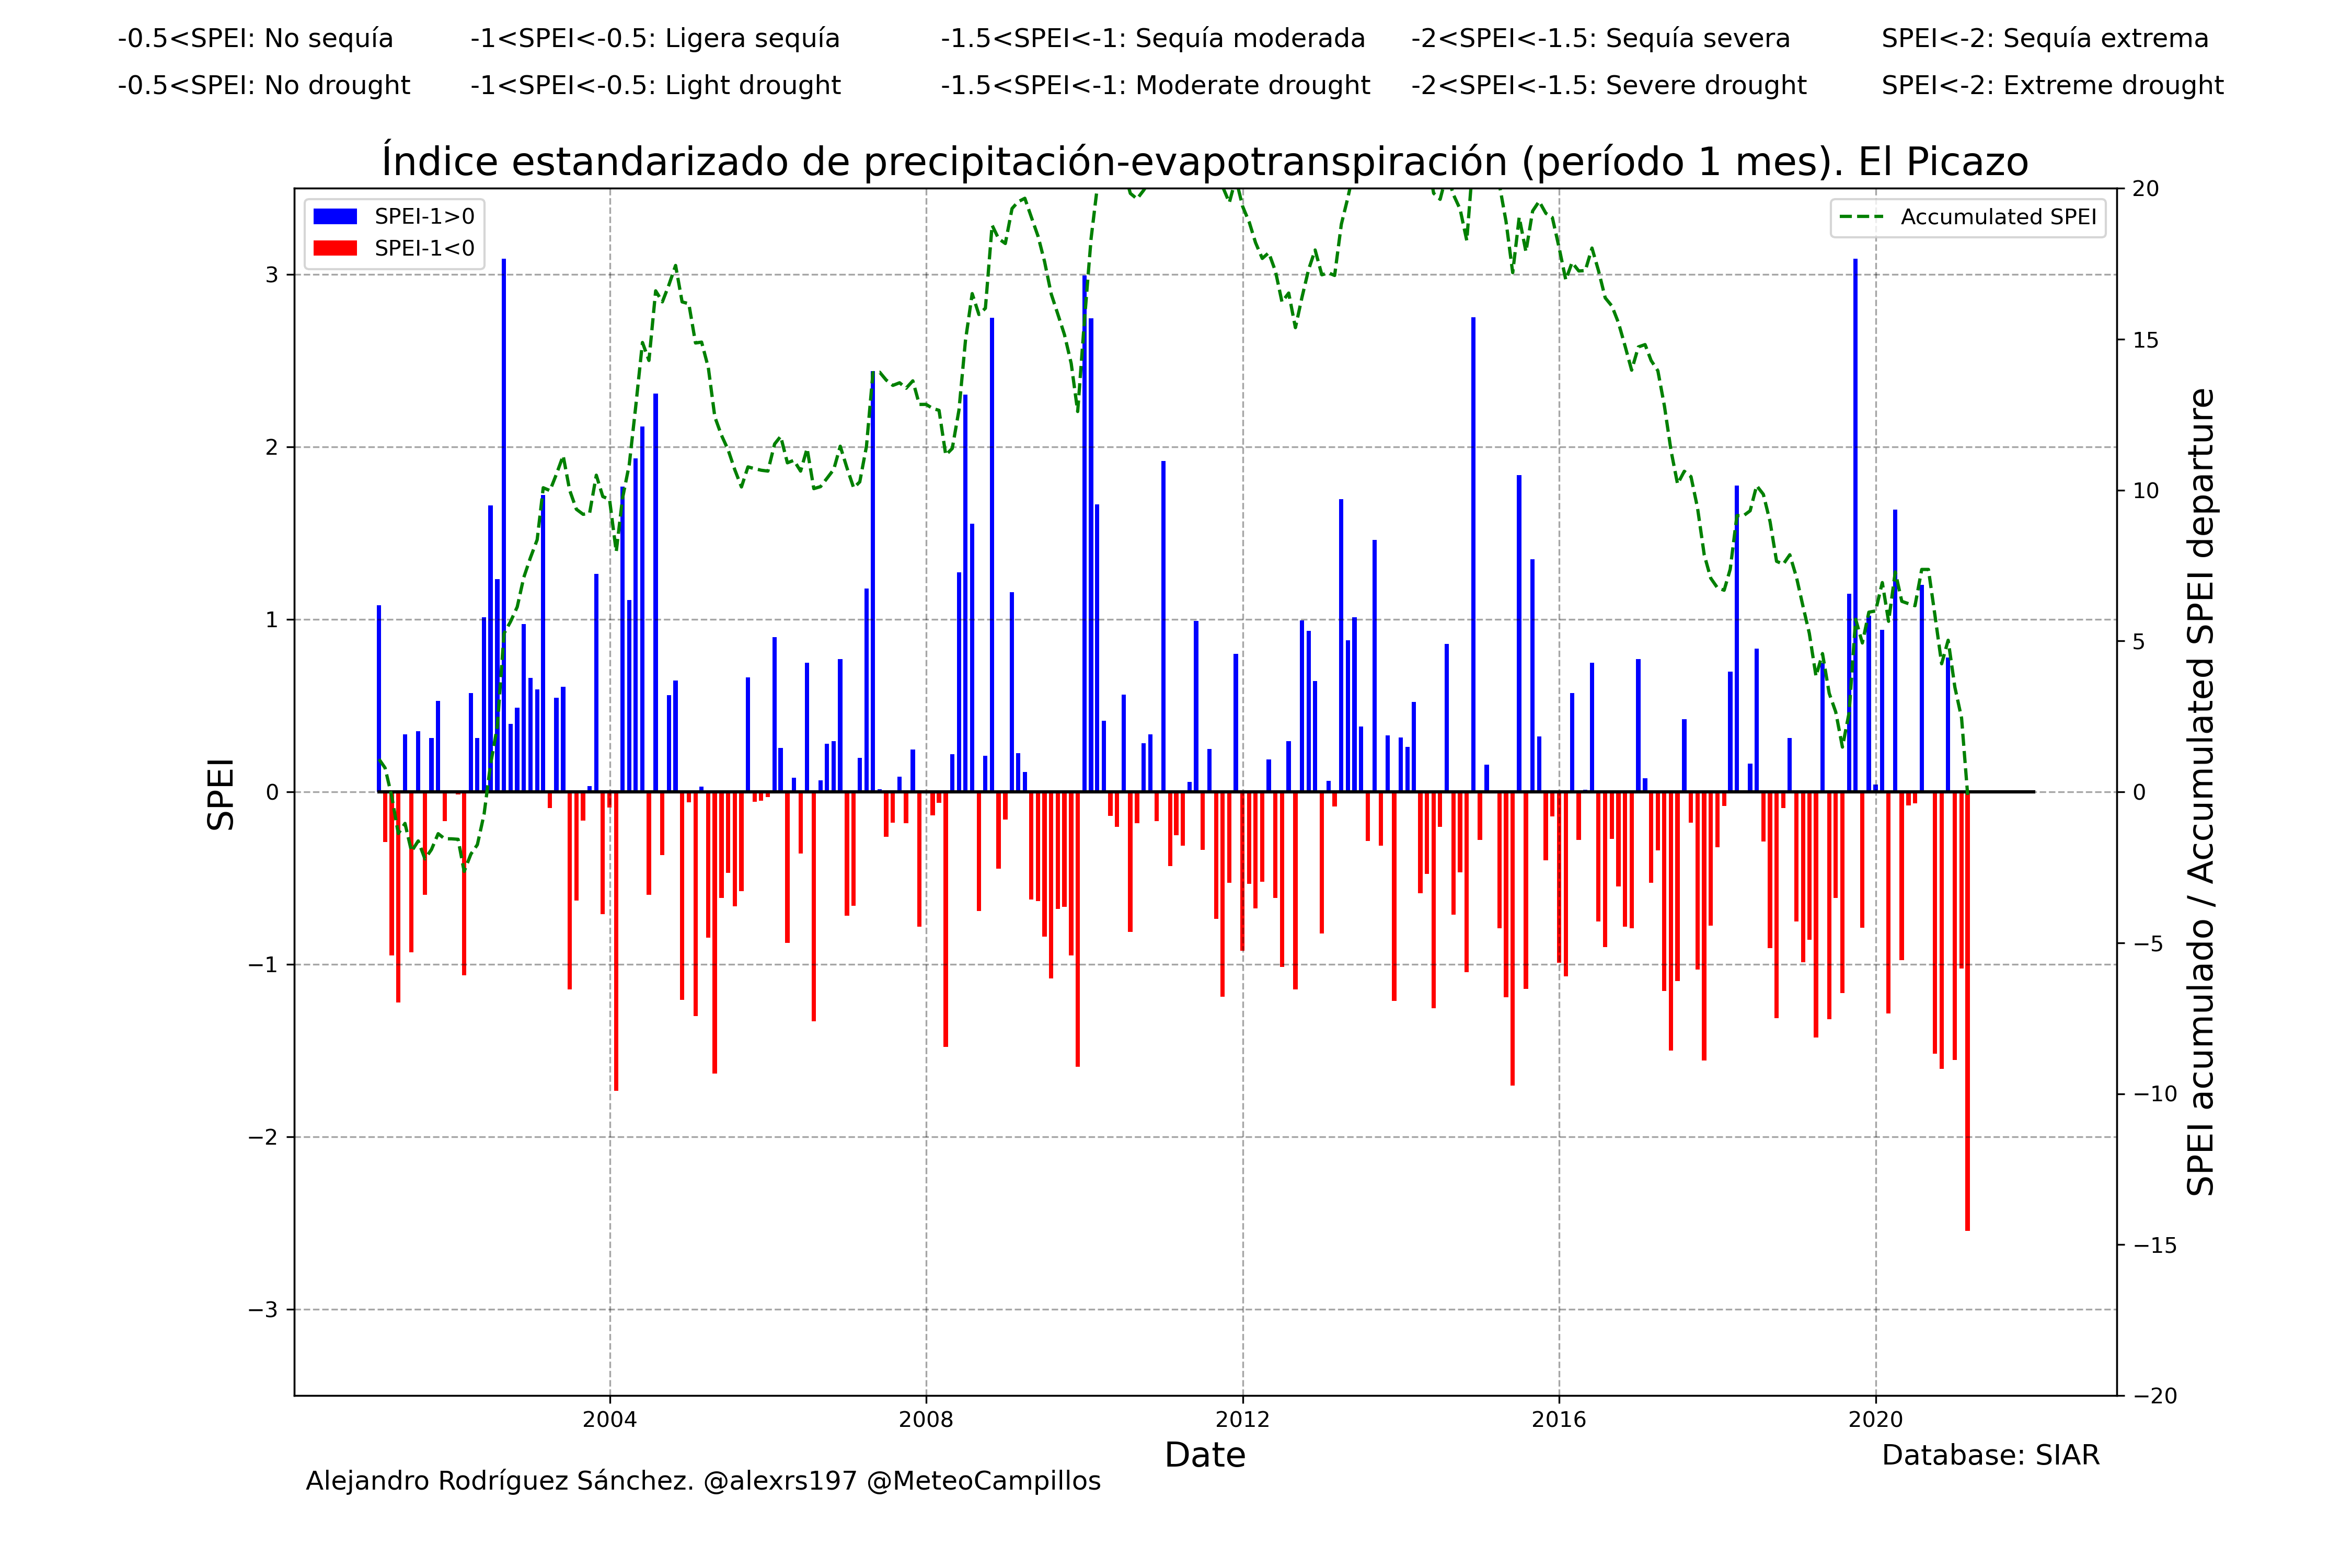 -0.5<SPEI: No sequía -1<SPEI<-0.5: Ligera sequía -1.5<SPEI<-1: Sequía moderada -2<SPEI<-1.5: Sequía severa SPEI<-2: Sequía extrema
-0.5<SPEI: No drought -1<SPEI<-0.5: Light drought -1.5<SPEI<-1: Moderate drought -2<SPEI<-1.5: Severe drought SPEI<-2: Extreme drought
Índice estandarizado de precipitación-evapotranspiración (período 1 mes). El Picazo
SPEI-1>0
SPEI-1<0
Accumulated SPEI
SPEI
3
2
1
0
−1
−2
−3
20
15
10
5
0
−5
−10
−15
−20
SPEI acumulado / Accumulated SPEI departure
2004 2008 2012 2016 2020
Date
Database: SIAR
Alejandro Rodríguez Sánchez. @alexrs197 @MeteoCampillos